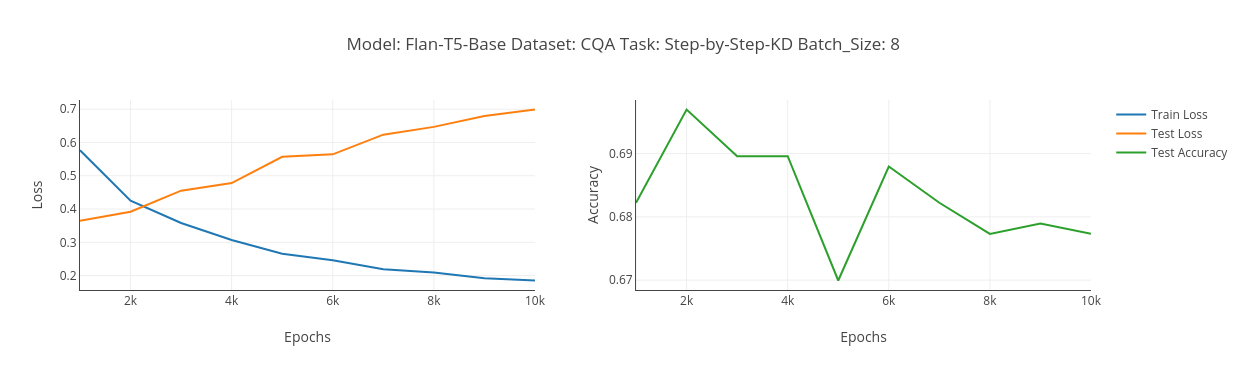 Model: Flan-T5-Base Dataset: CQA Task: Step-by-Step-KD Batch_Size: 8
0.7
0.6
0.5
0.4
0.3
0.2
Loss
2k
4k
6k
8k
10k
Epochs
0.69
0.68
0.67
Accuracy
2k
4k
6k
8k
10k
Epochs
Train Loss
Test Loss
Test Accuracy